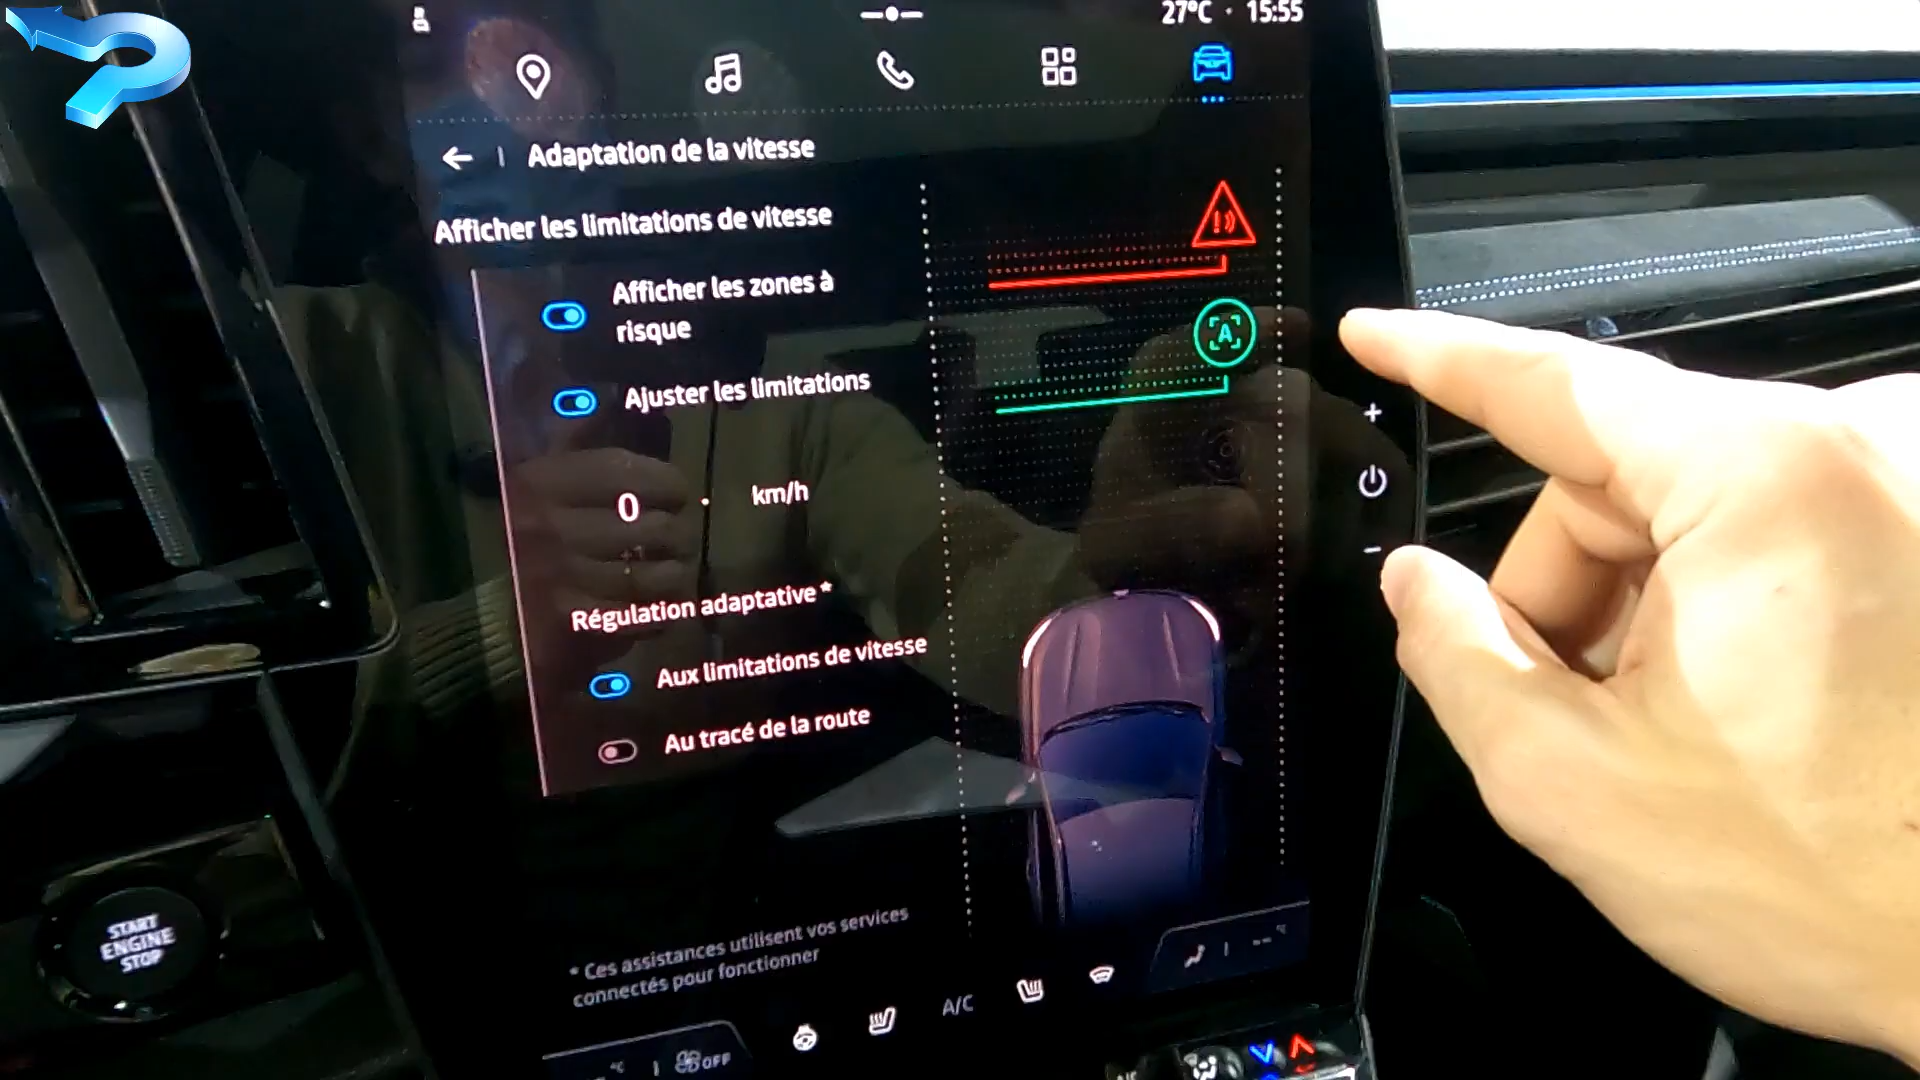 27°C · 15:55
Adaptation de la vitesse
Afficher les limitations de vitesse
Afficher les zones à
risque
Ajuster les limitations
0 · km/h
+1
Régulation adaptative *
Aux limitations de vitesse
Au tracé de la route
* Ces assistances utilisent vos services
connectés pour fonctionner
A
+
-
START
ENGINE
STOP
A/C
-- °C
°C
OFF